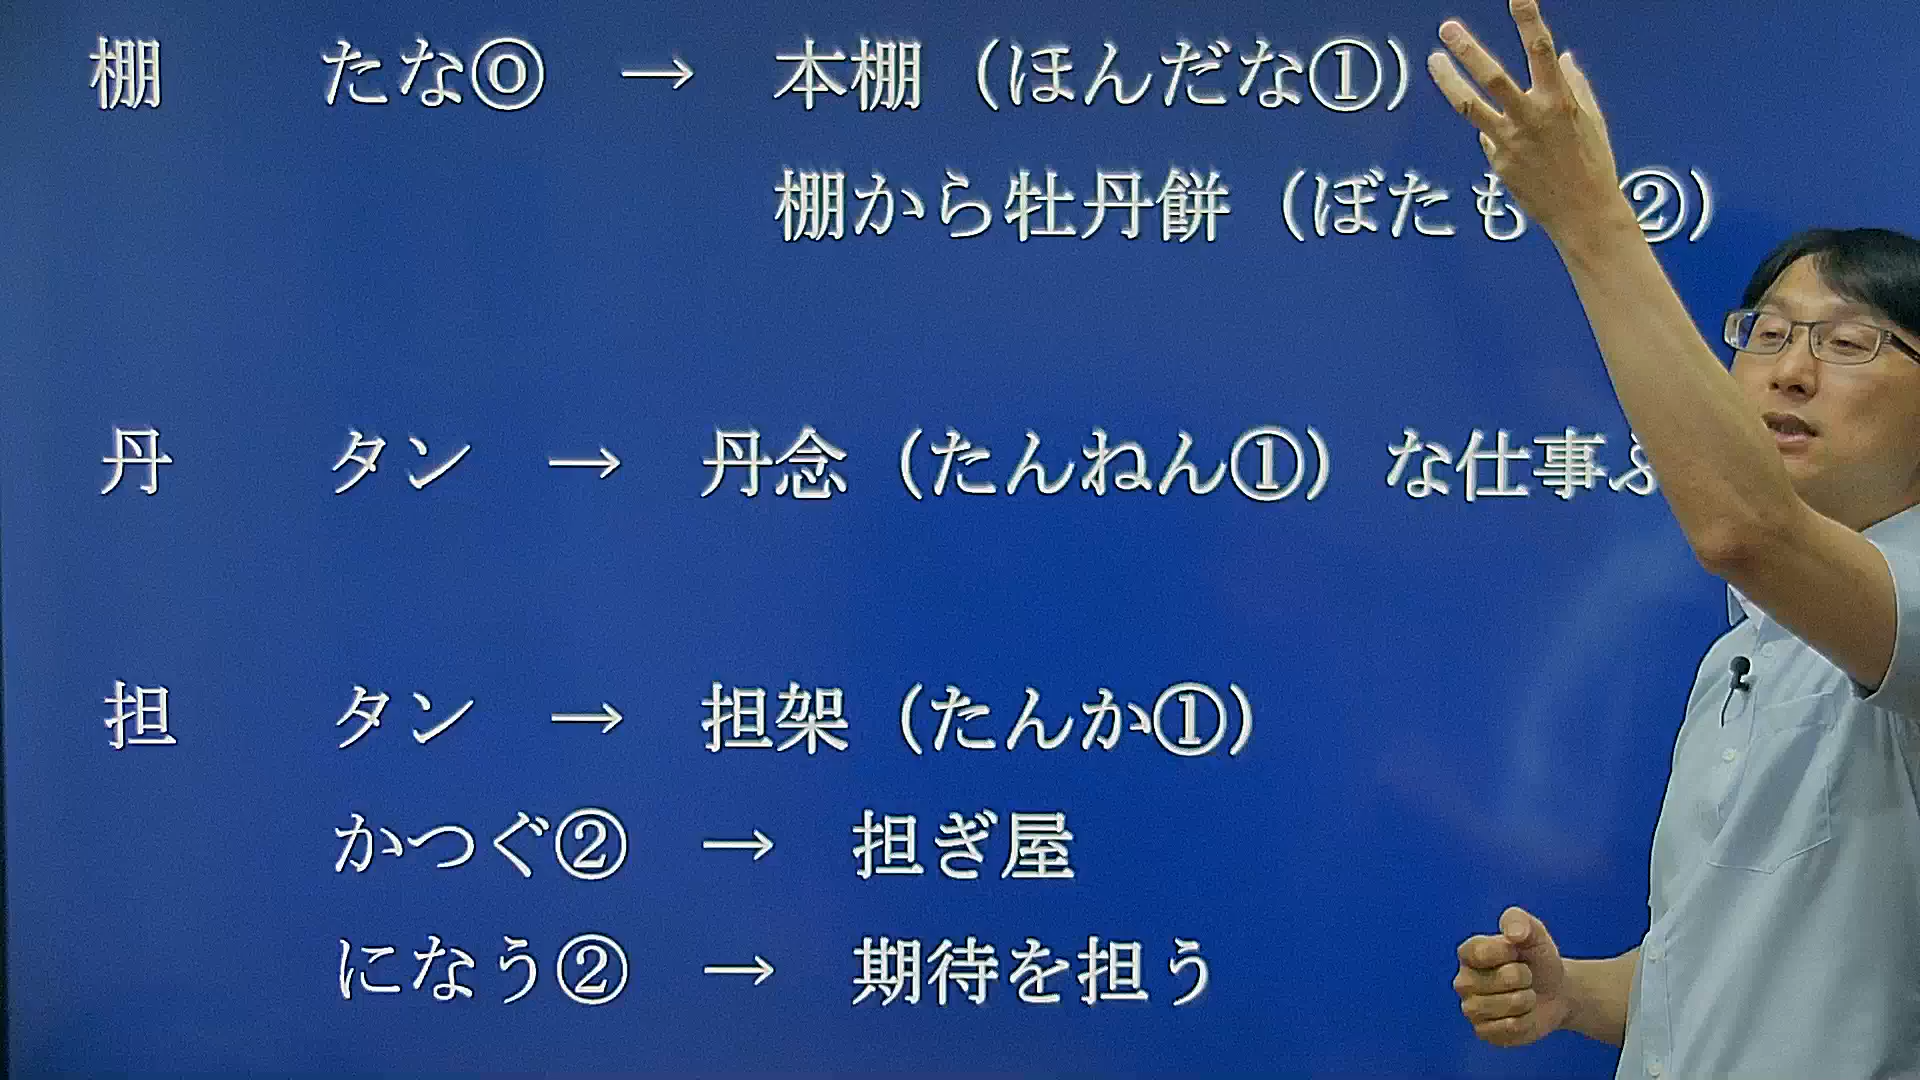 棚 たな⓪ → 本棚（ほんだな①）
棚から牡丹餅（ぼたも ②）
丹 タン → 丹念（たんねん①）な仕事
担 タン → 担架（たんか①）
かつぐ② → 担ぎ屋
になう② → 期待を担う